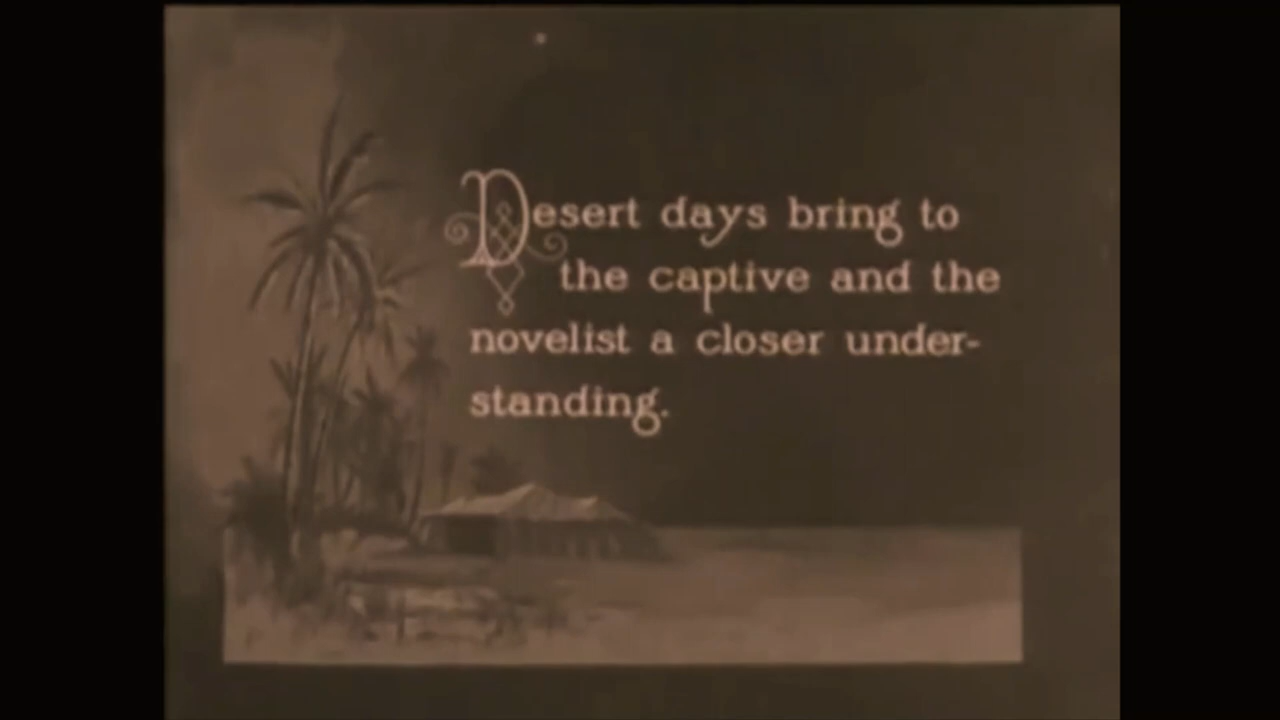 Desert days bring to
the captive and the
novelist a closer under-
standing.